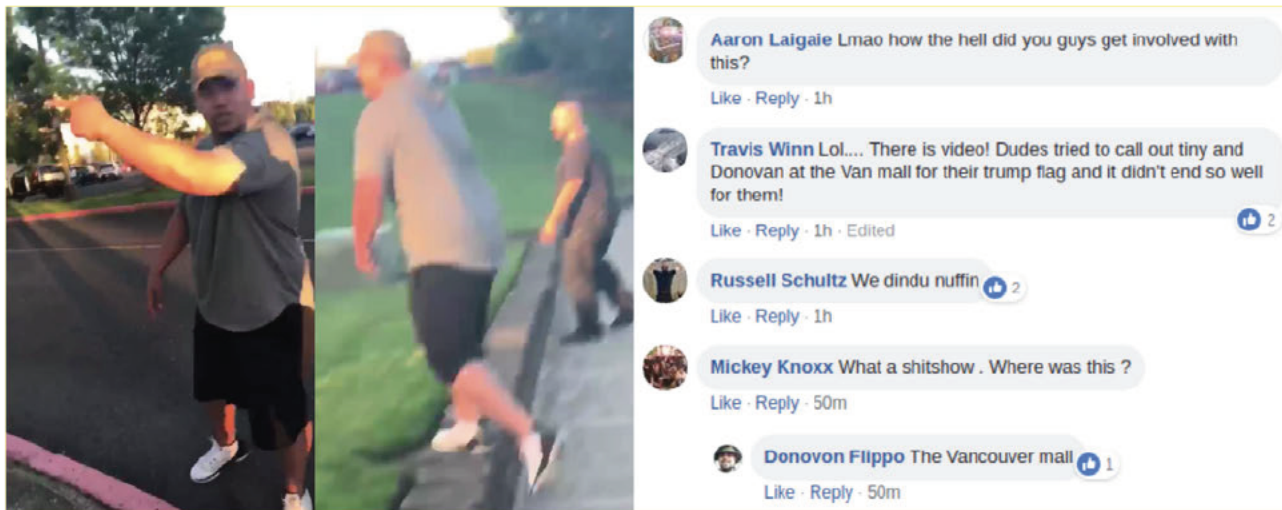 Aaron Laigaie Lmao how the hell did you guys get involved with
this?
Like · Reply · 1h
Travis Winn Lol.... There is video! Dudes tried to call out tiny and
Donovan at the Van mall for their trump flag and it didn't end so well
for them!
2
Like · Reply · 1h · Edited
Russell Schultz We dindu nuffin
2
Like · Reply · 1h
Mickey Knoxx What a shitshow . Where was this ?
Like · Reply · 50m
Donovon Flippo The Vancouver mall
1
Like · Reply · 50m